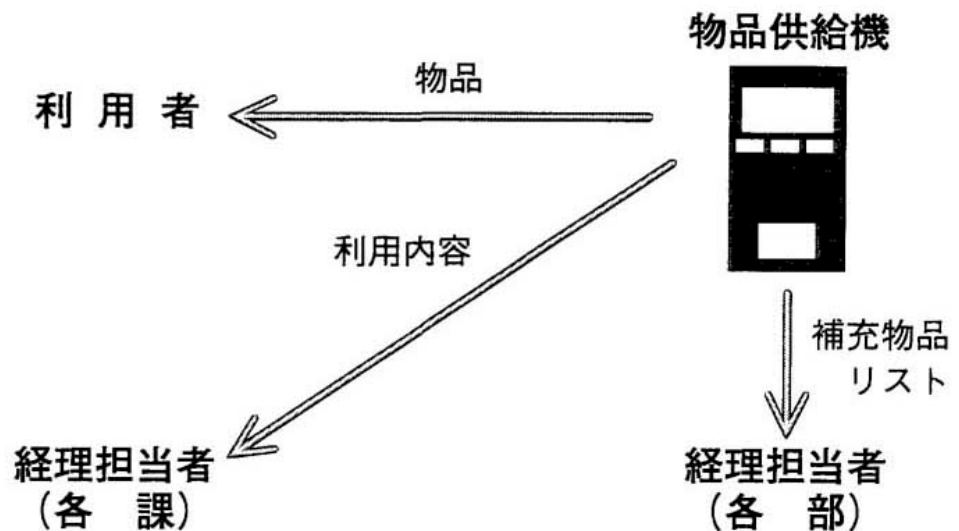 物品供給機
物品
利 用 者
利用内容
補充物品
リスト
経理担当者
(各　課)
経理担当者
(各　部)